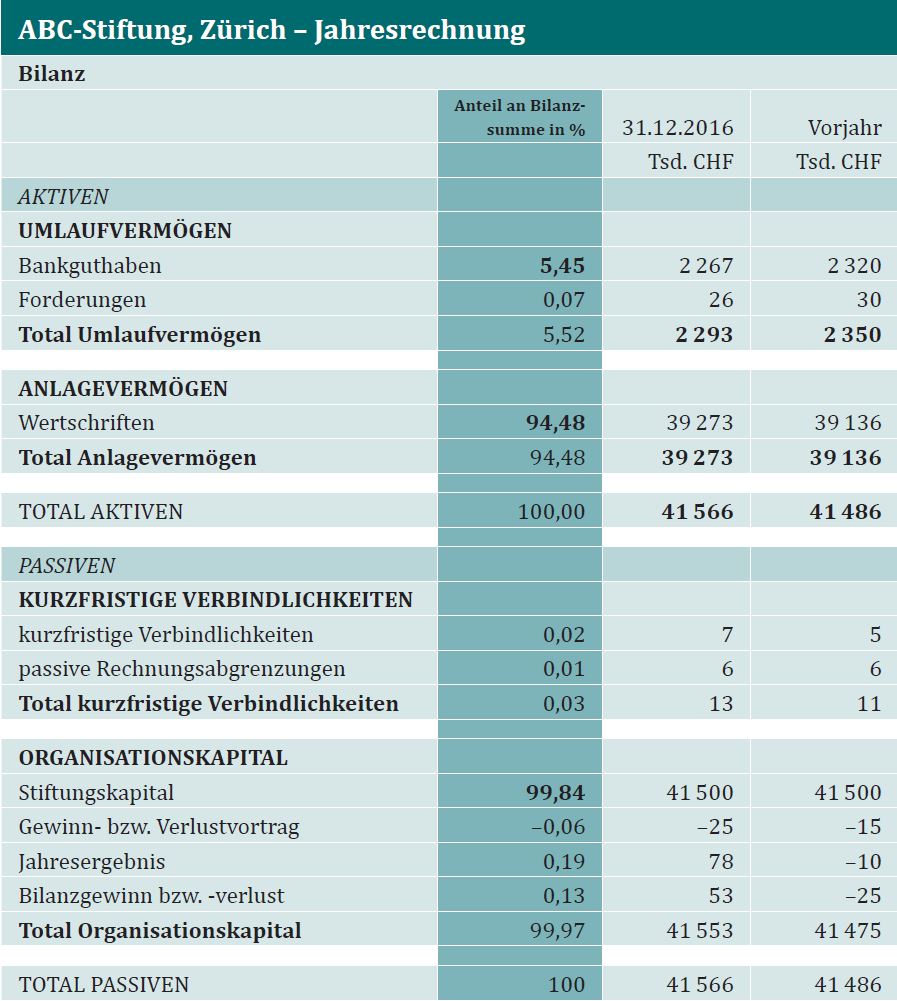 ABC-Stiftung, Zürich – Jahresrechnung
Bilanz
Anteil an Bilanz-
summe in % 31.12.2016 Vorjahr
Tsd. CHF Tsd. CHF
AKTIVEN
UMLAUFVERMÖGEN
Bankguthaben 5,45 2 267 2 320
Forderungen 0,07 26 30
Total Umlaufvermögen 5,52 2 293 2 350
ANLAGEVERMÖGEN
Wertschriften 94,48 39 273 39 136
Total Anlagevermögen 94,48 39 273 39 136
TOTAL AKTIVEN 100,00 41 566 41 486
PASSIVEN
KURZFRISTIGE VERBINDLICHKEITEN
kurzfristige Verbindlichkeiten 0,02 7 5
passive Rechnungsabgrenzungen 0,01 6 6
Total kurzfristige Verbindlichkeiten 0,03 13 11
ORGANISATIONSKAPITAL
Stiftungskapital 99,84 41 500 41 500
Gewinn- bzw. Verlustvortrag –0,06 –25 –15
Jahresergebnis 0,19 78 –10
Bilanzgewinn bzw. -verlust 0,13 53 –25
Total Organisationskapital 99,97 41 553 41 475
TOTAL PASSIVEN 100 41 566 41 486